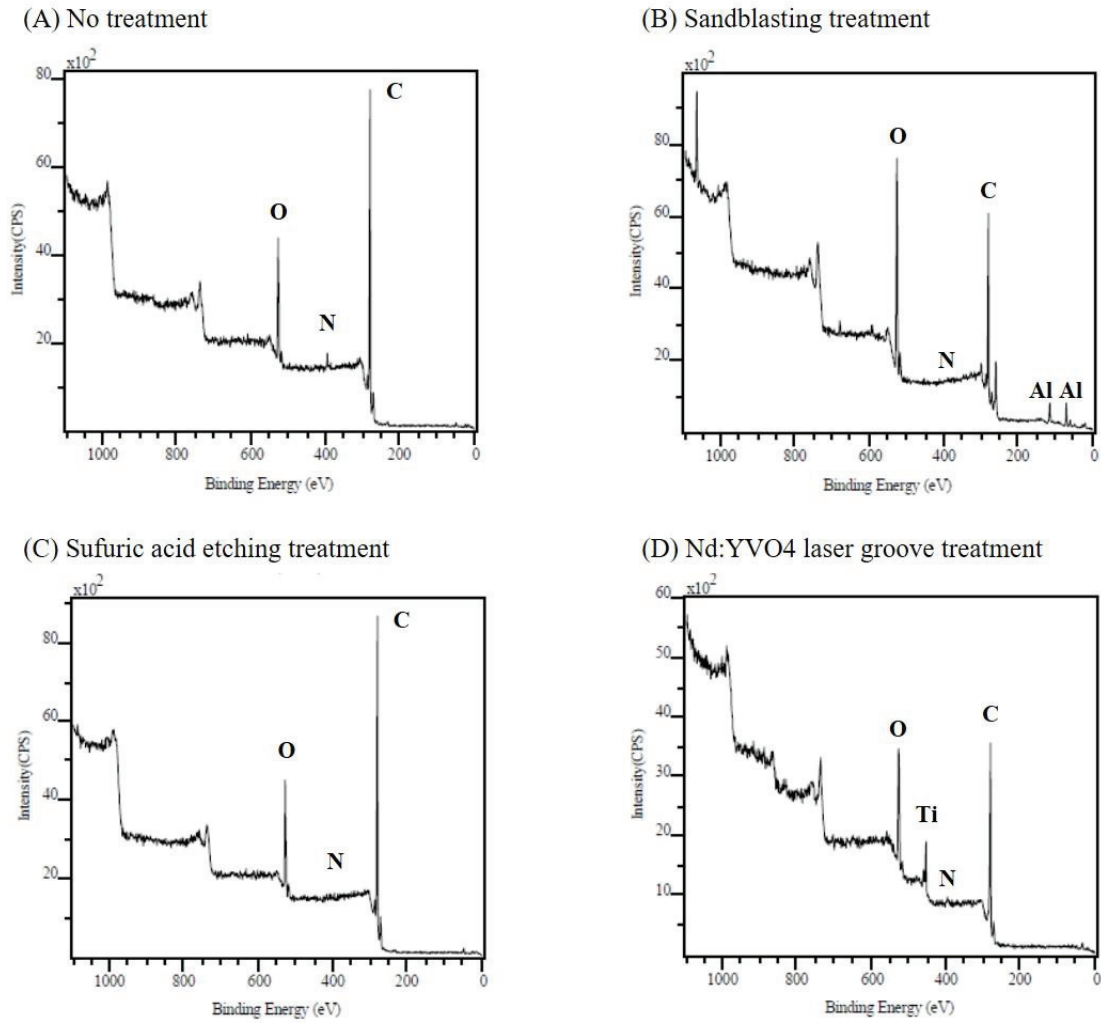 (A) No treatment
x10²
80
60
40
20
Intensity(CPS)
C
O
N
1000 800 600 400 200 0
Binding Energy (eV)
(B) Sandblasting treatment
x10²
80
60
40
20
Intensity(CPS)
O
C
N
Al Al
1000 800 600 400 200 0
Binding Energy (eV)
(C) Sufuric acid etching treatment
x10²
80
60
40
20
Intensity(CPS)
C
O
N
1000 800 600 400 200 0
Binding Energy (eV)
(D) Nd:YVO4 laser groove treatment
x10²
60
50
40
30
20
10
Intensity(CPS)
O
C
Ti
N
1000 800 600 400 200 0
Binding Energy (eV)